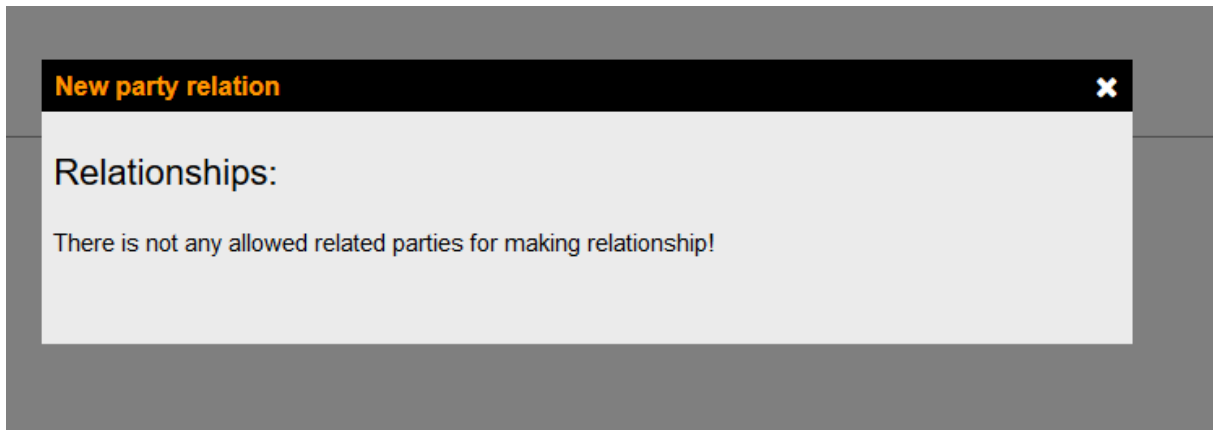 New party relation
Relationships:
There is not any allowed related parties for making relationship!